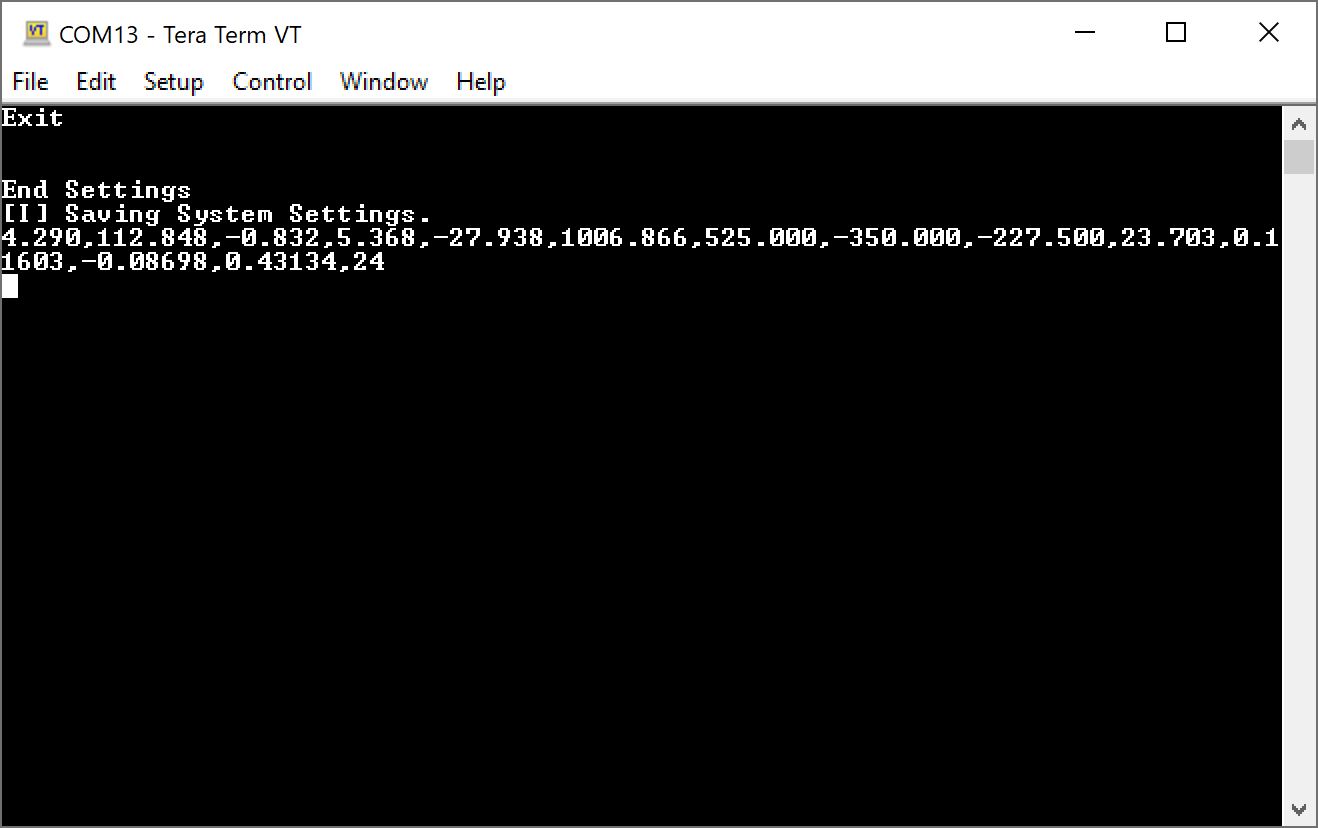 VT COM13 - Tera Term VT
File Edit Setup Control Window Help
Exit
End Settings
[I] Saving System Settings.
4.290,112.848,-0.832,5.368,-27.938,1006.866,525.000,-350.000,-227.500,23.703,0.1
1603,-0.08698,0.43134,24